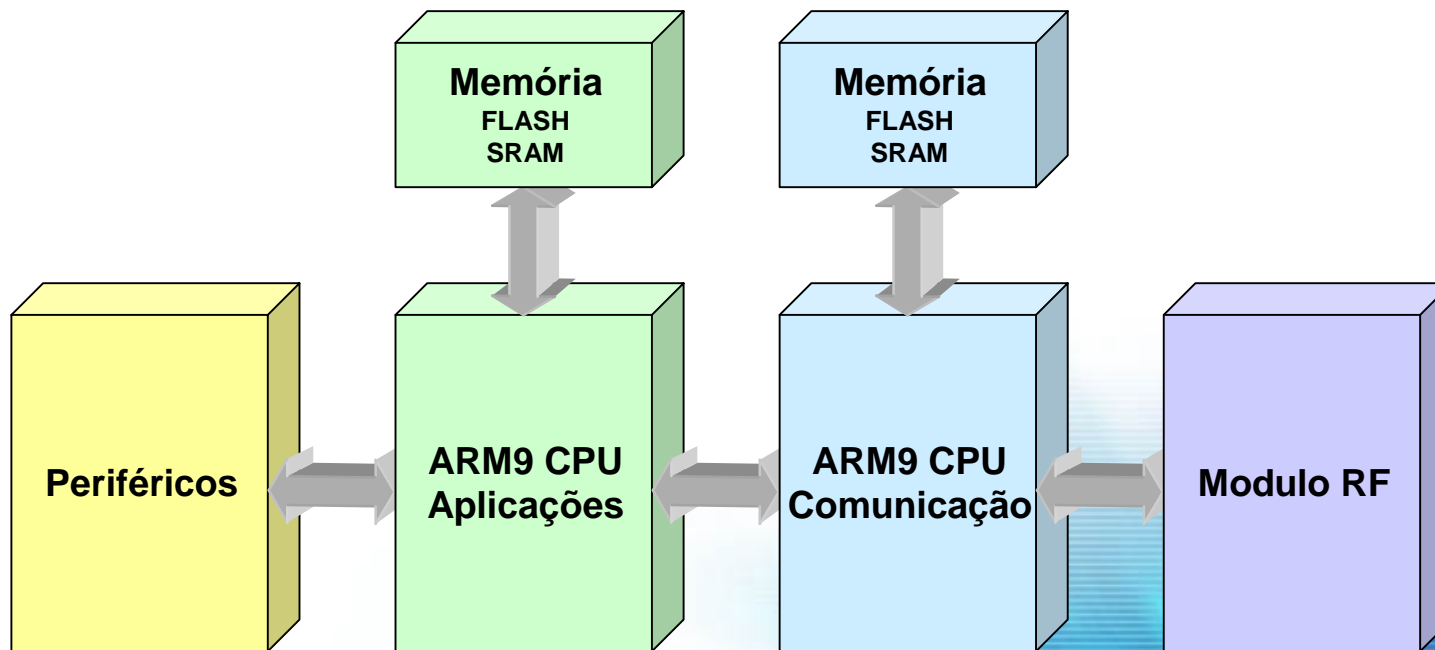 Memória
FLASH
SRAM
Memória
FLASH
SRAM
Periféricos
ARM9 CPU
Aplicações
ARM9 CPU
Comunicação
Modulo RF